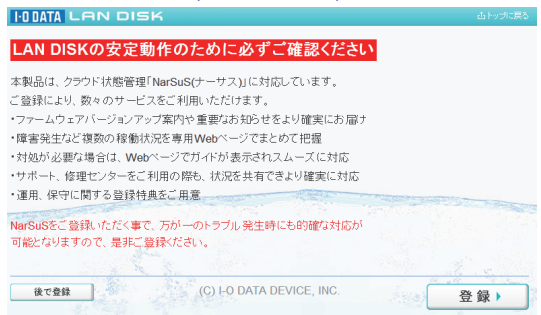 I-O DATA LAN DISK
トップに戻る
LAN DISKの安定動作のために必ずご確認ください
本製品は、クラウド状態管理「NarSuS(ナーサス)」に対応しています。
ご登録により、数々のサービスをご利用いただけます。
・ファームウェアバージョンアップ案内や重要なお知らせをより確実にお届け
・障害発生など複数の稼働状況を専用Webページでまとめて把握
・対処が必要な場合は、Webページでガイドが表示されスムーズに対応
・サポート、修理センターをご利用の際も、状況を共有できより確実に対応
・運用、保守に関する登録特典をご用意
NarSuSをご登録いただく事で、万が一のトラブル発生時にも的確な対応が
可能となりますので、是非ご登録ください。
後で登録
(C) I-O DATA DEVICE, INC.
登録